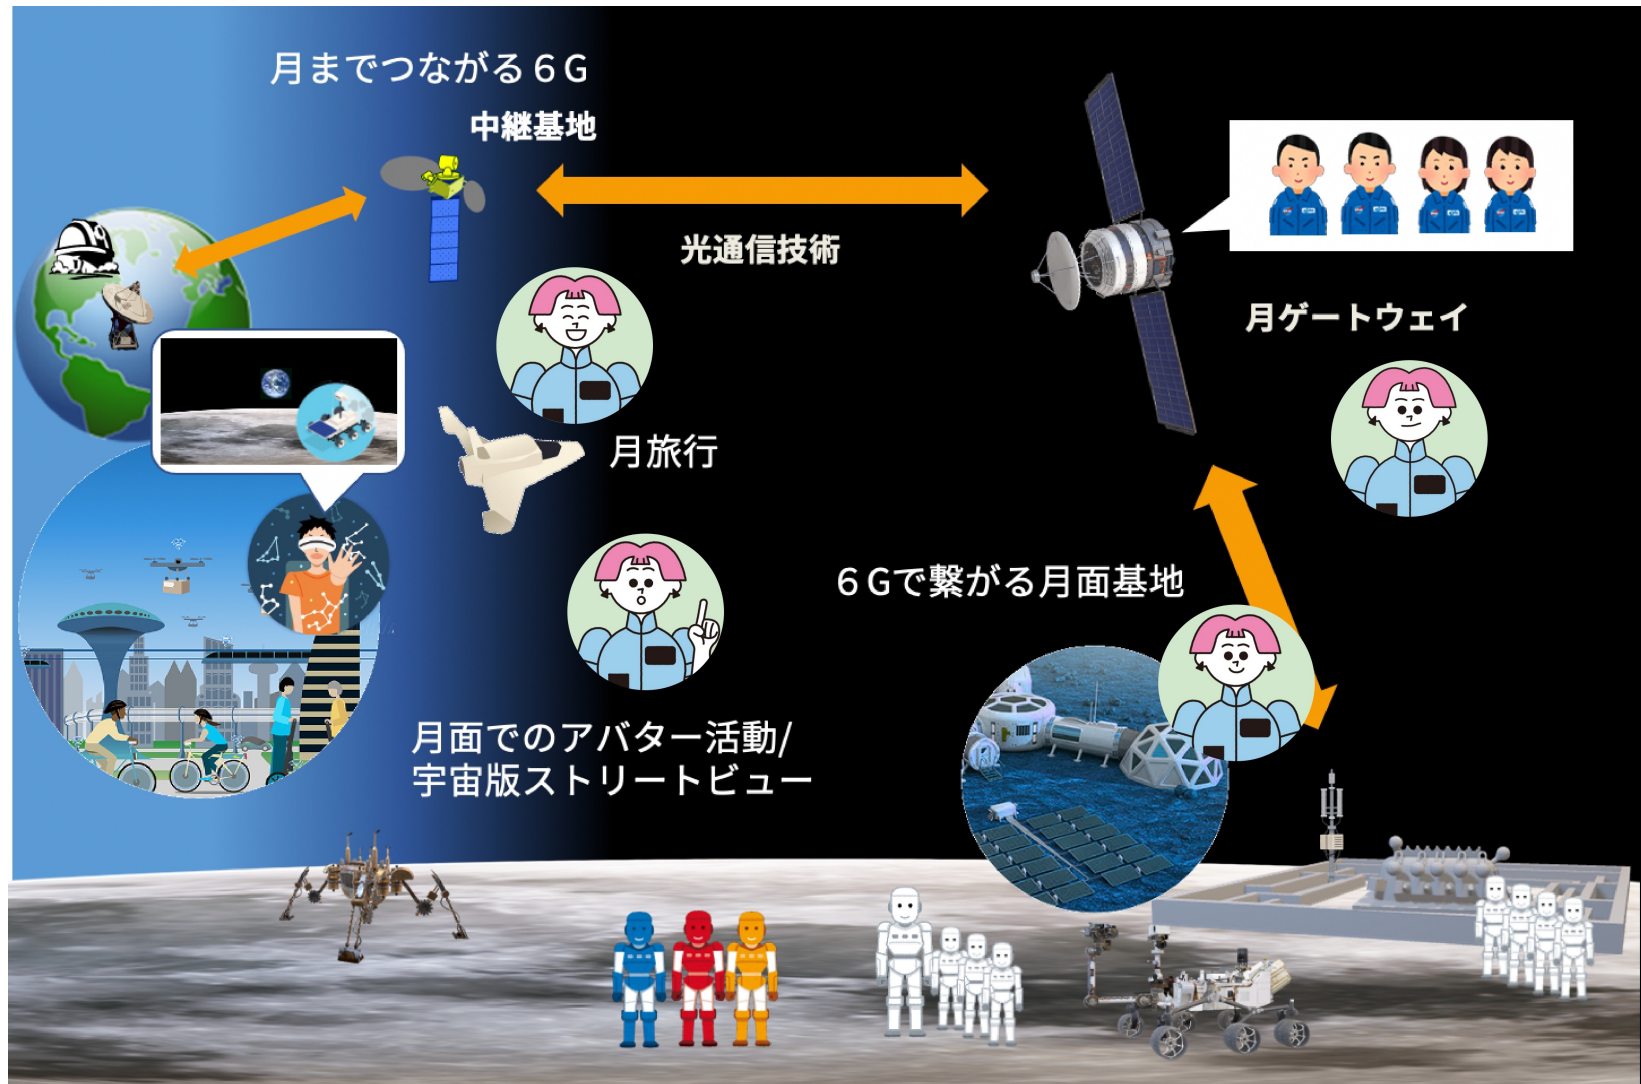 月までつながる６G
中継基地
光通信技術
月ゲートウェイ
月旅行
６Gで繋がる月面基地
月面でのアバター活動/
宇宙版ストリートビュー